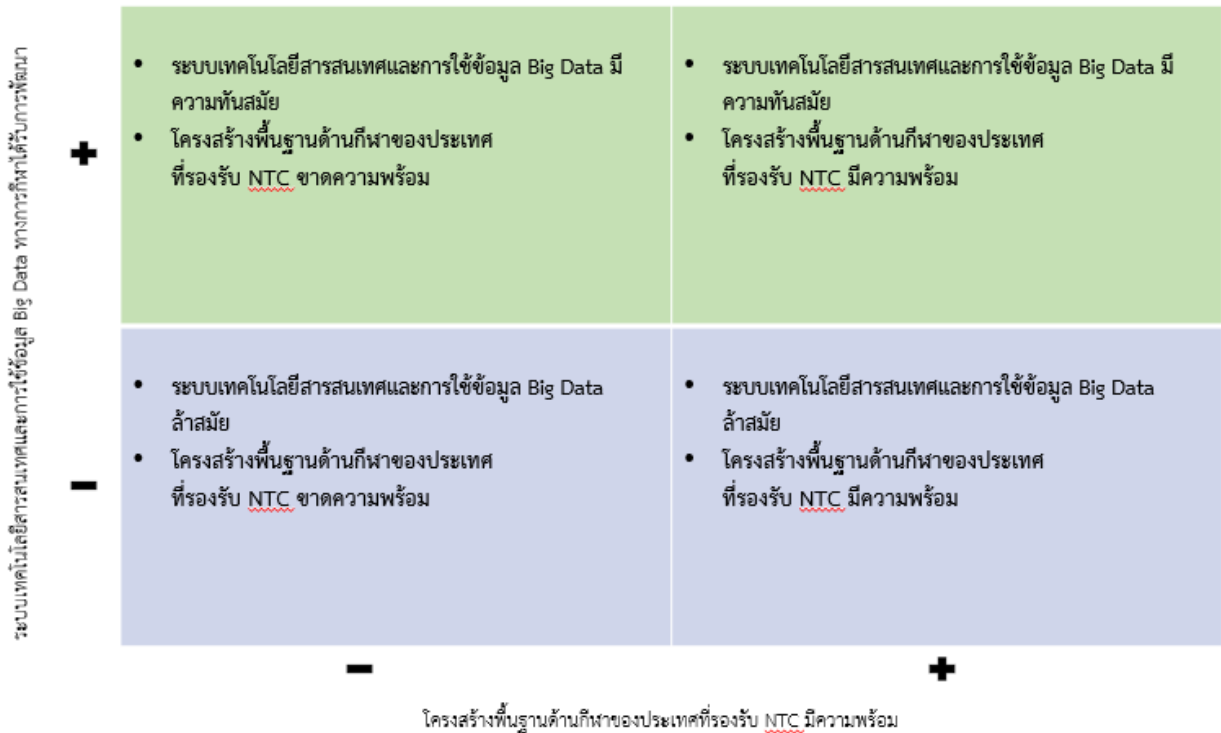 ระบบเทคโนโลยีสารสนเทศและการใช้ข้อมูล Big Data ทางการกีฬาได้รับการพัฒนา
+
• ระบบเทคโนโลยีสารสนเทศและการใช้ข้อมูล Big Data มี
ความทันสมัย
• โครงสร้างพื้นฐานด้านกีฬาของประเทศ
ที่รองรับ NTC ขาดความพร้อม
• ระบบเทคโนโลยีสารสนเทศและการใช้ข้อมูล Big Data มี
ความทันสมัย
• โครงสร้างพื้นฐานด้านกีฬาของประเทศ
ที่รองรับ NTC มีความพร้อม
-
• ระบบเทคโนโลยีสารสนเทศและการใช้ข้อมูล Big Data
ล้าสมัย
• โครงสร้างพื้นฐานด้านกีฬาของประเทศ
ที่รองรับ NTC ขาดความพร้อม
• ระบบเทคโนโลยีสารสนเทศและการใช้ข้อมูล Big Data
ล้าสมัย
• โครงสร้างพื้นฐานด้านกีฬาของประเทศ
ที่รองรับ NTC มีความพร้อม
- +
โครงสร้างพื้นฐานด้านกีฬาของประเทศที่รองรับ NTC มีความพร้อม